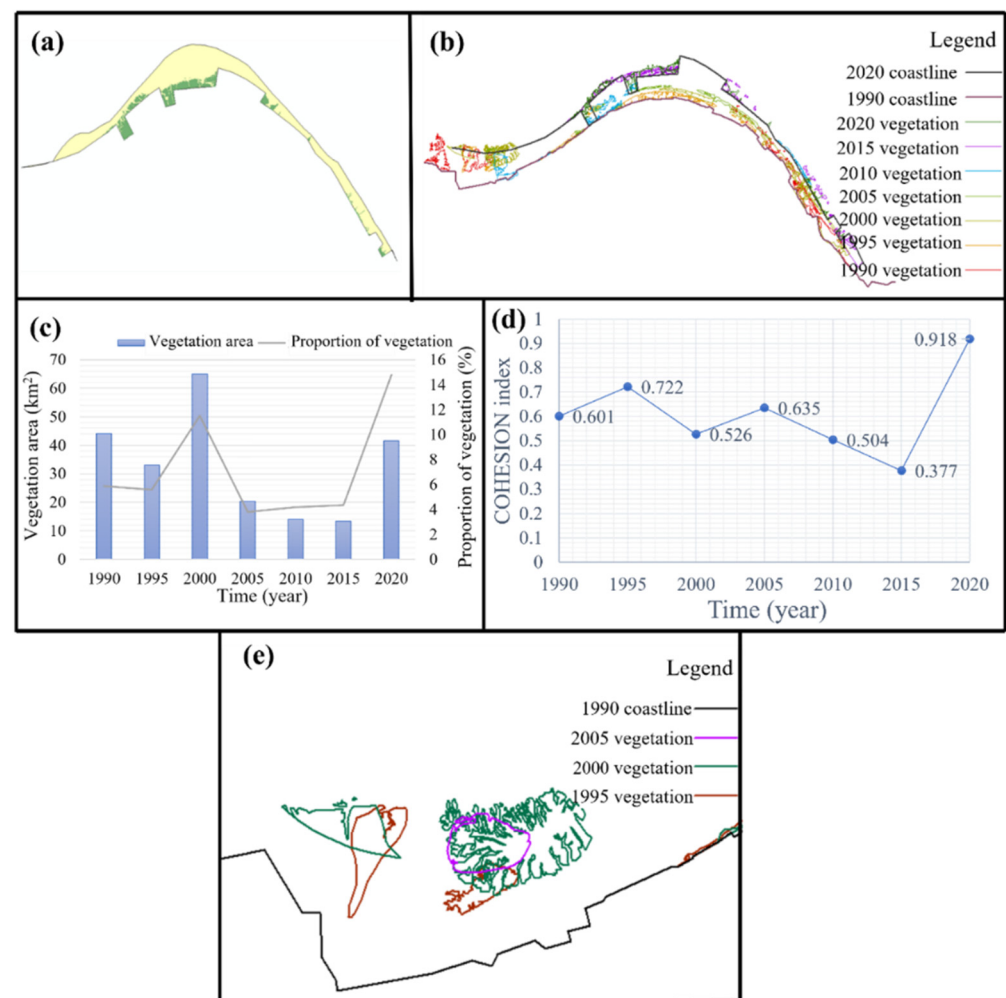 (a)
(b)
Legend
2020 coastline
1990 coastline
2020 vegetation
2015 vegetation
2010 vegetation
2005 vegetation
2000 vegetation
1995 vegetation
1990 vegetation
(c)
Vegetation area
Proportion of vegetation
Vegetation area (km²)
70
60
50
40
30
20
10
0
Proportion of vegetation (%)
16
14
12
10
8
6
4
2
0
1990 1995 2000 2005 2010 2015 2020
Time (year)
(d)
COHESION index
1
0.9
0.8
0.7
0.6
0.5
0.4
0.3
0.2
0.1
0
0.601
0.722
0.526
0.635
0.504
0.377
0.918
1990 1995 2000 2005 2010 2015 2020
Time (year)
(e)
Legend
1990 coastline
2005 vegetation
2000 vegetation
1995 vegetation